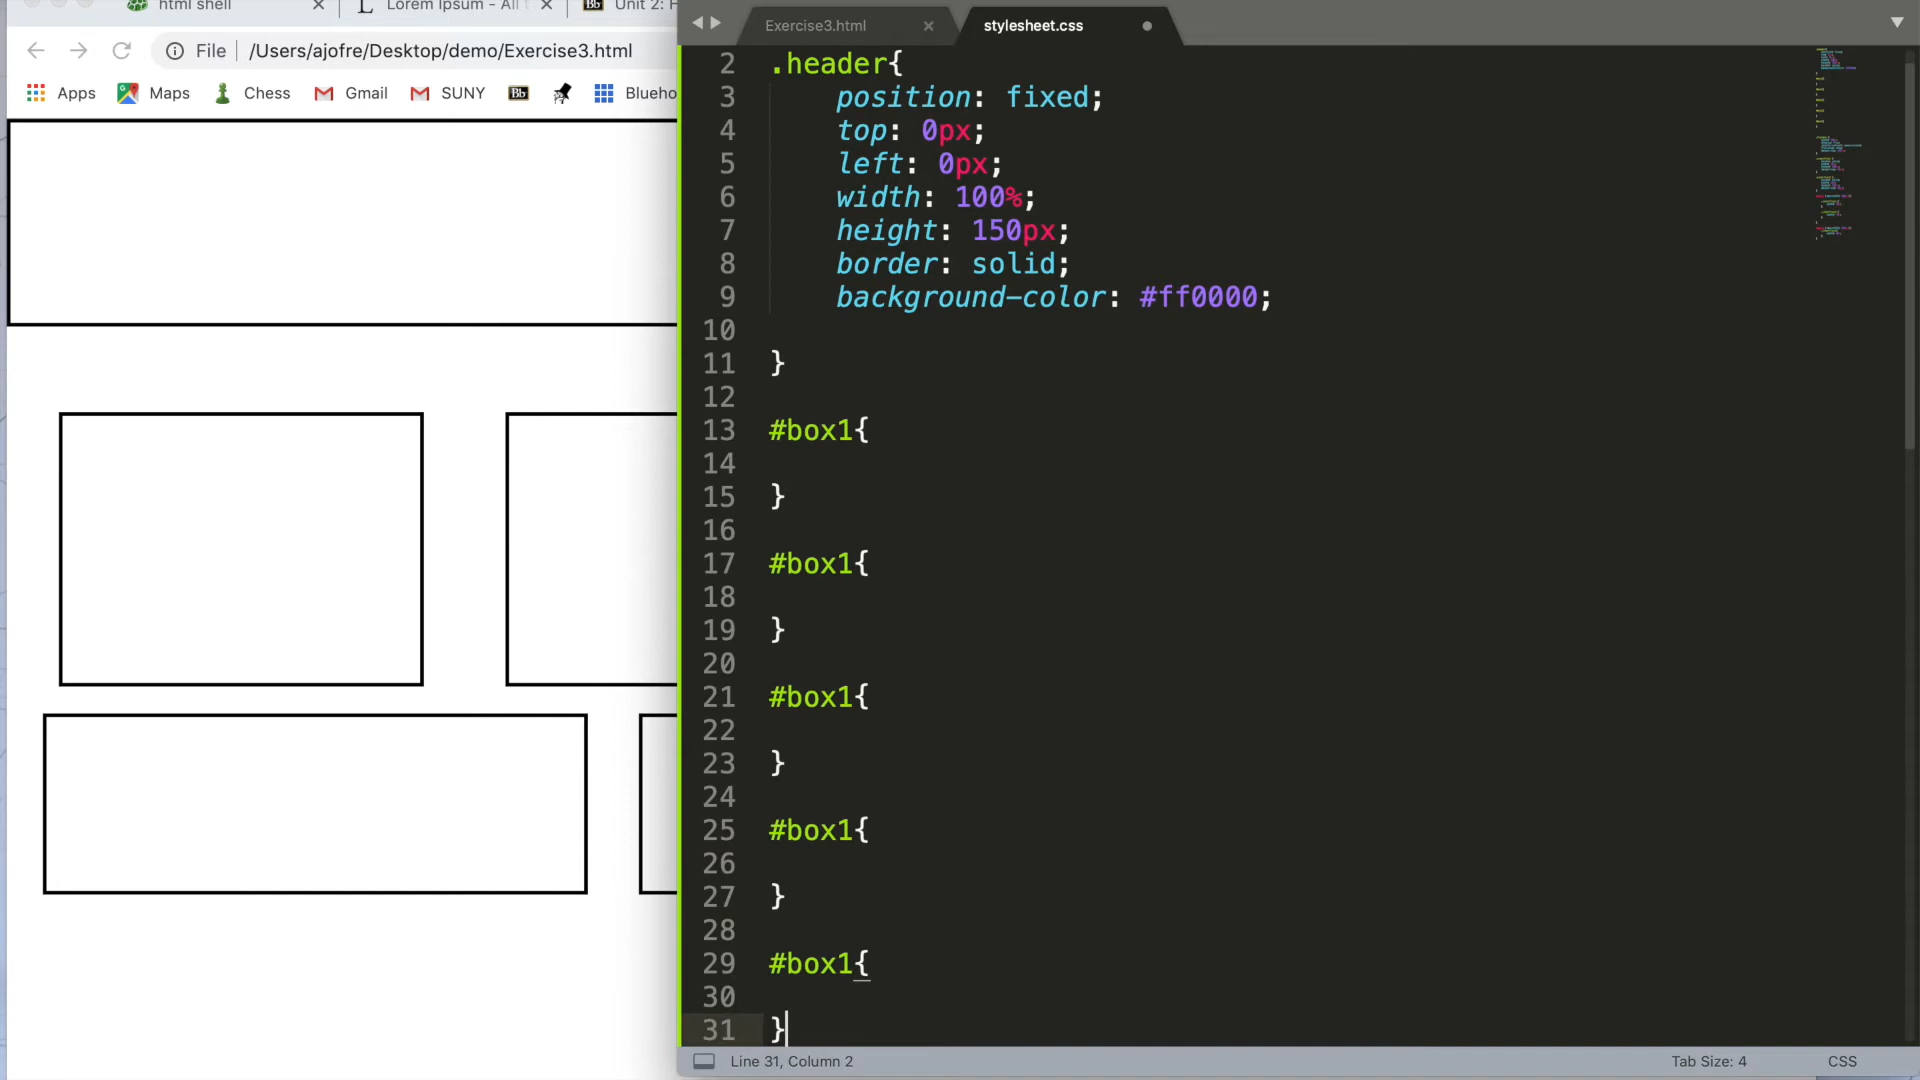 html shell
Lorem Ipsum - All t
Bb
Unit 2: H
File
/Users/ajofre/Desktop/demo/Exercise3.html
Apps
Maps
Chess
Gmail
SUNY
Bb
Blueho
Exercise3.html
stylesheet.css
2 .header{
3 position: fixed;
4 top: 0px;
5 left: 0px;
6 width: 100%;
7 height: 150px;
8 border: solid;
9 background-color: #ff0000;
10
11 }
12
13 #box1{
14
15 }
16
17 #box1{
18
19 }
20
21 #box1{
22
23 }
24
25 #box1{
26
27 }
28
29 #box1{
30
31 }
Line 31, Column 2
Tab Size: 4
CSS